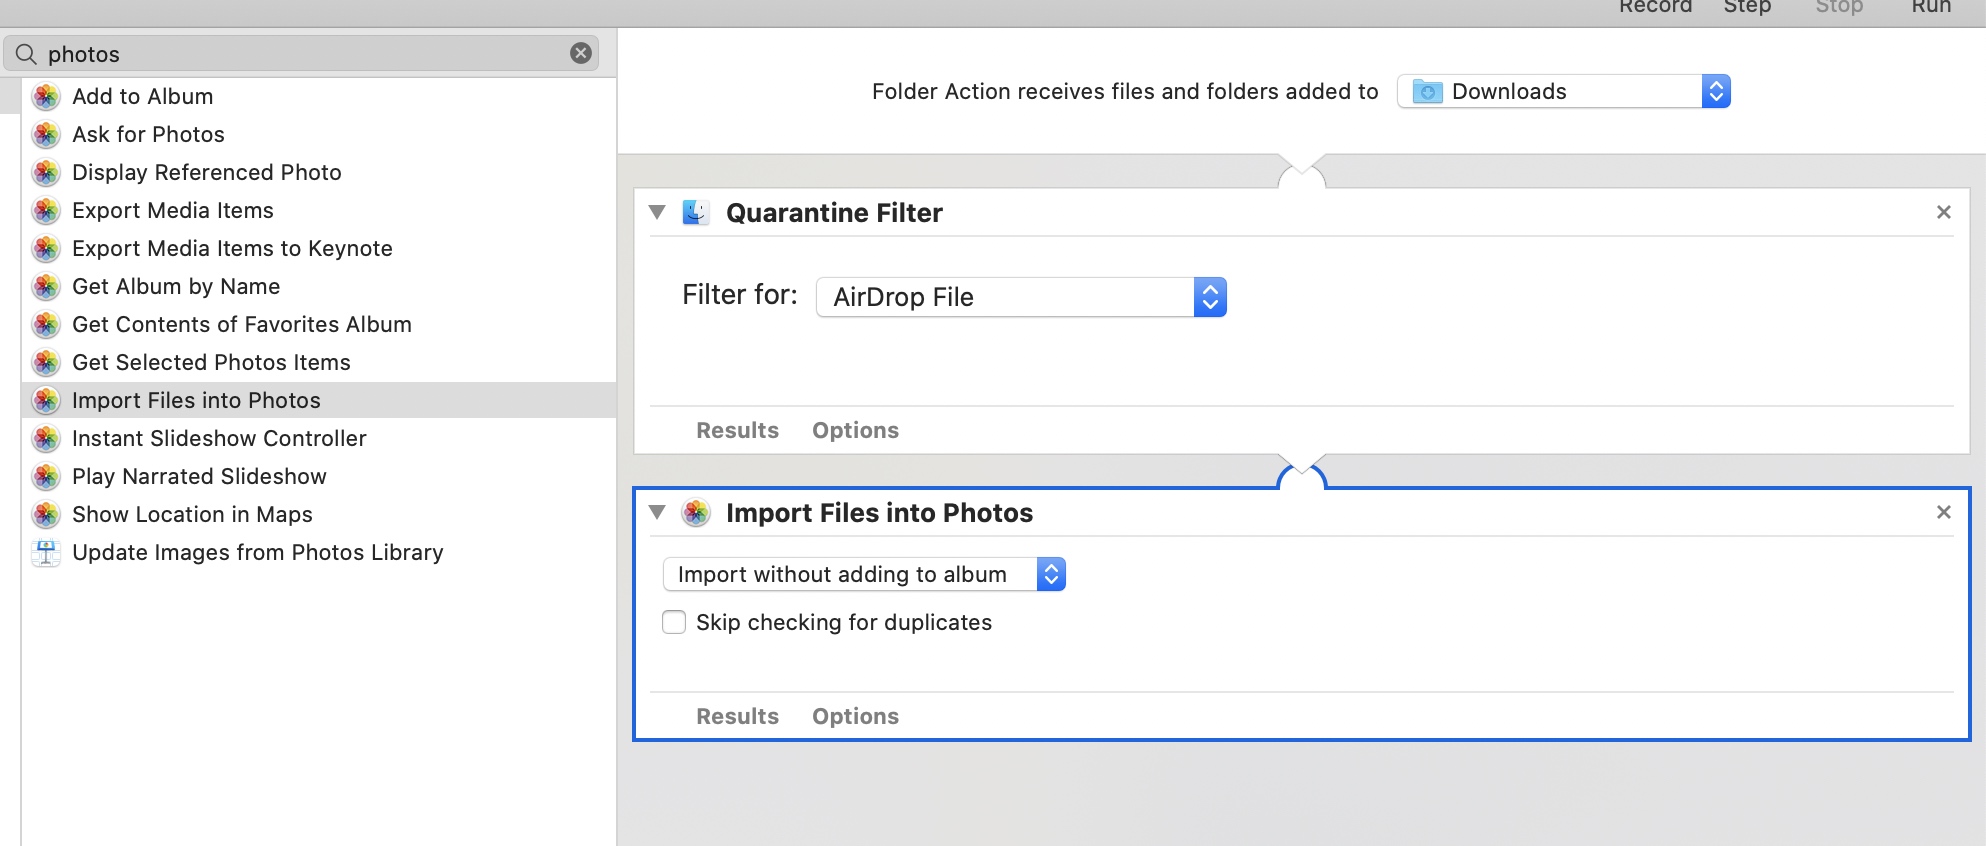 Record Step Stop Run
photos
Add to Album
Ask for Photos
Display Referenced Photo
Export Media Items
Export Media Items to Keynote
Get Album by Name
Get Contents of Favorites Album
Get Selected Photos Items
Import Files into Photos
Instant Slideshow Controller
Play Narrated Slideshow
Show Location in Maps
Update Images from Photos Library
Folder Action receives files and folders added to Downloads
Quarantine Filter
Filter for: AirDrop File
Results Options
Import Files into Photos
Import without adding to album
Skip checking for duplicates
Results Options